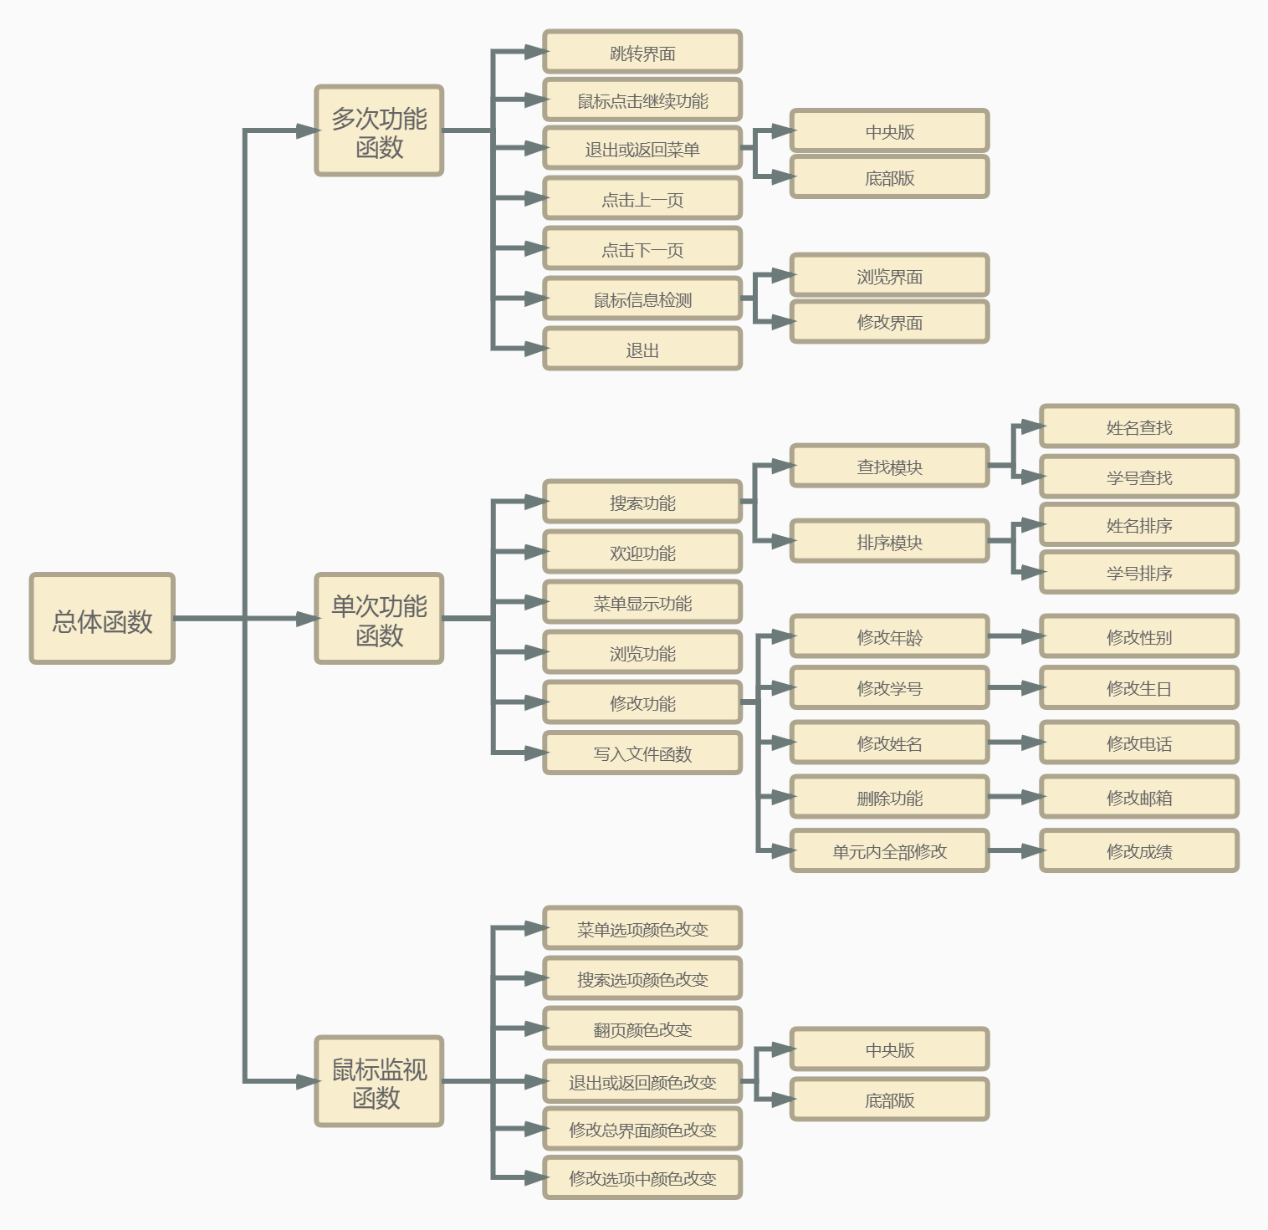 总体函数
多次功能
函数
跳转界面
鼠标点击继续功能
退出或返回菜单
中央版
底部版
点击上一页
点击下一页
鼠标信息检测
浏览界面
修改界面
退出
单次功能
函数
搜索功能
查找模块
姓名查找
学号查找
排序模块
姓名排序
学号排序
欢迎功能
菜单显示功能
浏览功能
修改功能
修改年龄
修改性别
修改学号
修改生日
修改姓名
修改电话
删除功能
修改邮箱
单元内全部修改
修改成绩
写入文件函数
鼠标监视
函数
菜单选项颜色改变
搜索选项颜色改变
翻页颜色改变
退出或返回颜色改变
中央版
底部版
修改总界面颜色改变
修改选项中颜色改变